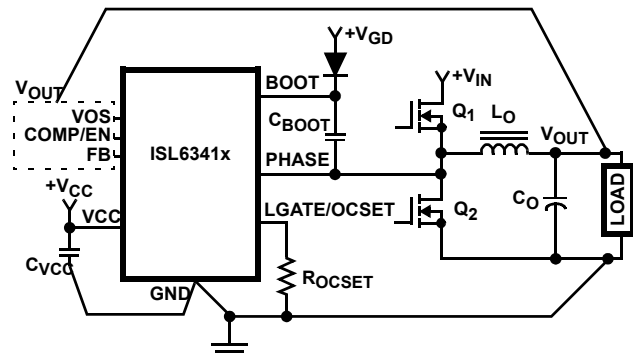 +VGD
VOUT
BOOT
+VIN
VOS
COMP/EN
FB
ISL6341x
CBOOT
Q1
LO
VOUT
PHASE
+VCC
VCC
LGATE/OCSET
Q2
CO
LOAD
CVCC
GND
ROCSET